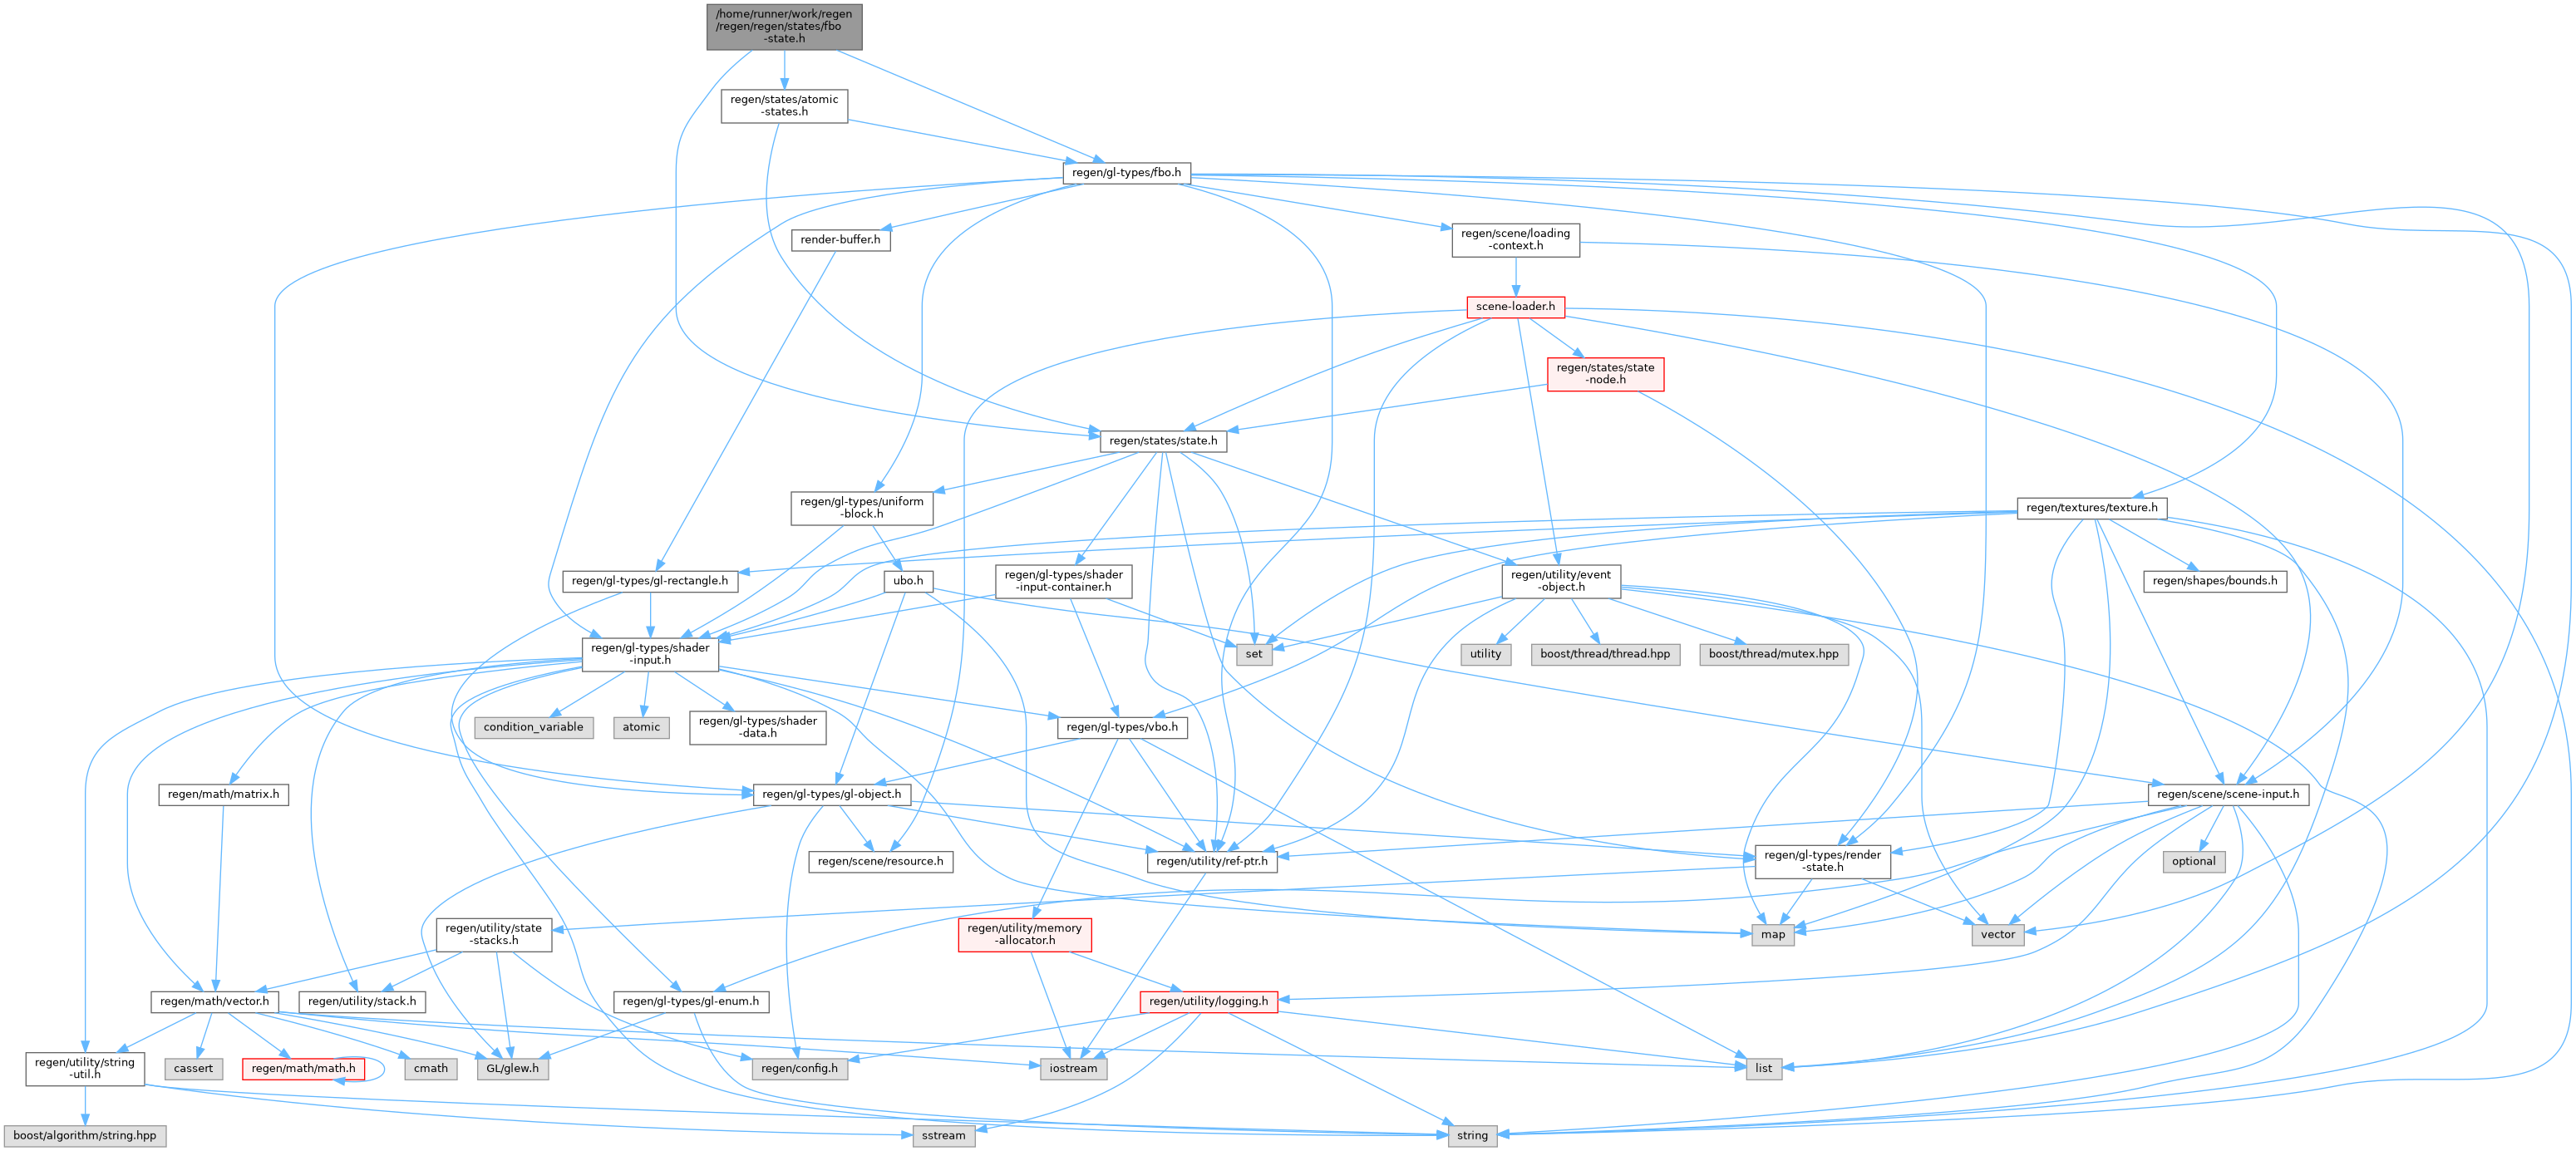 /home/runner/work/regen
/regen/regen/states/fbo
-state.h
regen/states/atomic
-states.h
regen/gl-types/fbo.h
render-buffer.h
regen/scene/loading
-context.h
scene-loader.h
regen/states/state
-node.h
regen/states/state.h
regen/gl-types/uniform
-block.h
regen/textures/texture.h
regen/gl-types/gl-rectangle.h
ubo.h
regen/gl-types/shader
-input-container.h
regen/utility/event
-object.h
regen/shapes/bounds.h
regen/gl-types/shader
-input.h
set
utility
boost/thread/thread.hpp
boost/thread/mutex.hpp
condition_variable
atomic
regen/gl-types/shader
-data.h
regen/gl-types/vbo.h
regen/math/matrix.h
regen/gl-types/gl-object.h
regen/scene/scene-input.h
regen/scene/resource.h
regen/utility/ref-ptr.h
regen/gl-types/render
-state.h
optional
regen/utility/state
-stacks.h
regen/utility/memory
-allocator.h
map
vector
regen/math/vector.h
regen/utility/stack.h
regen/gl-types/gl-enum.h
regen/utility/logging.h
regen/utility/string
-util.h
cassert
regen/math/math.h
cmath
GL/glew.h
regen/config.h
iostream
list
boost/algorithm/string.hpp
sstream
string